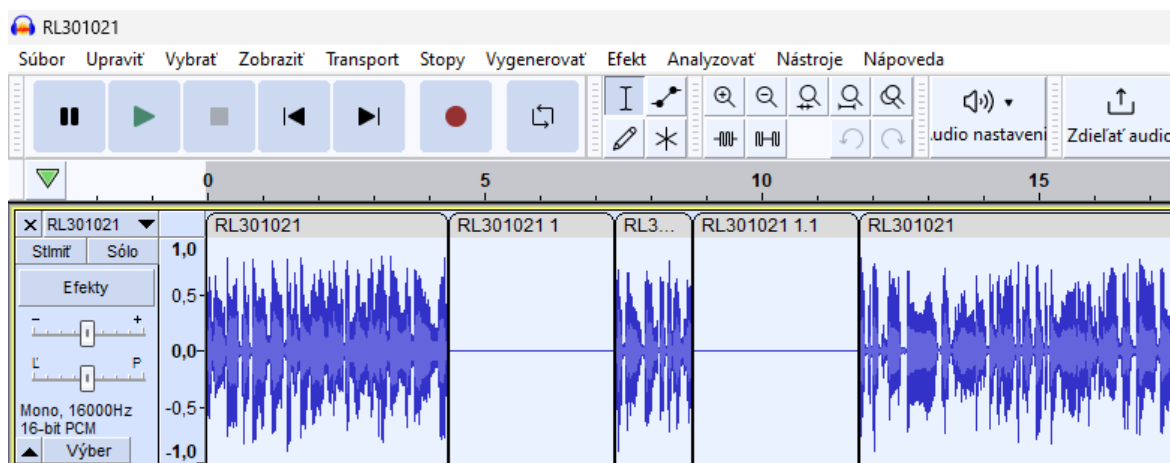 RL301021
Súbor Upraviť Vybrať Zobraziť Transport Stopy Vygenerovať Efekt Analyzovať Nástroje Nápoveda
.udio nastaveni Zdieľať audio
0 5 10 15
RL301021 RL301021 RL301021 1 RL3... RL301021 1.1 RL301021
Stlmiť Sólo
Efekty
- +
Ľ P
Mono, 16000Hz
16-bit PCM
Výber
1,0
0,5-
0,0-
-0,5-
-1,0